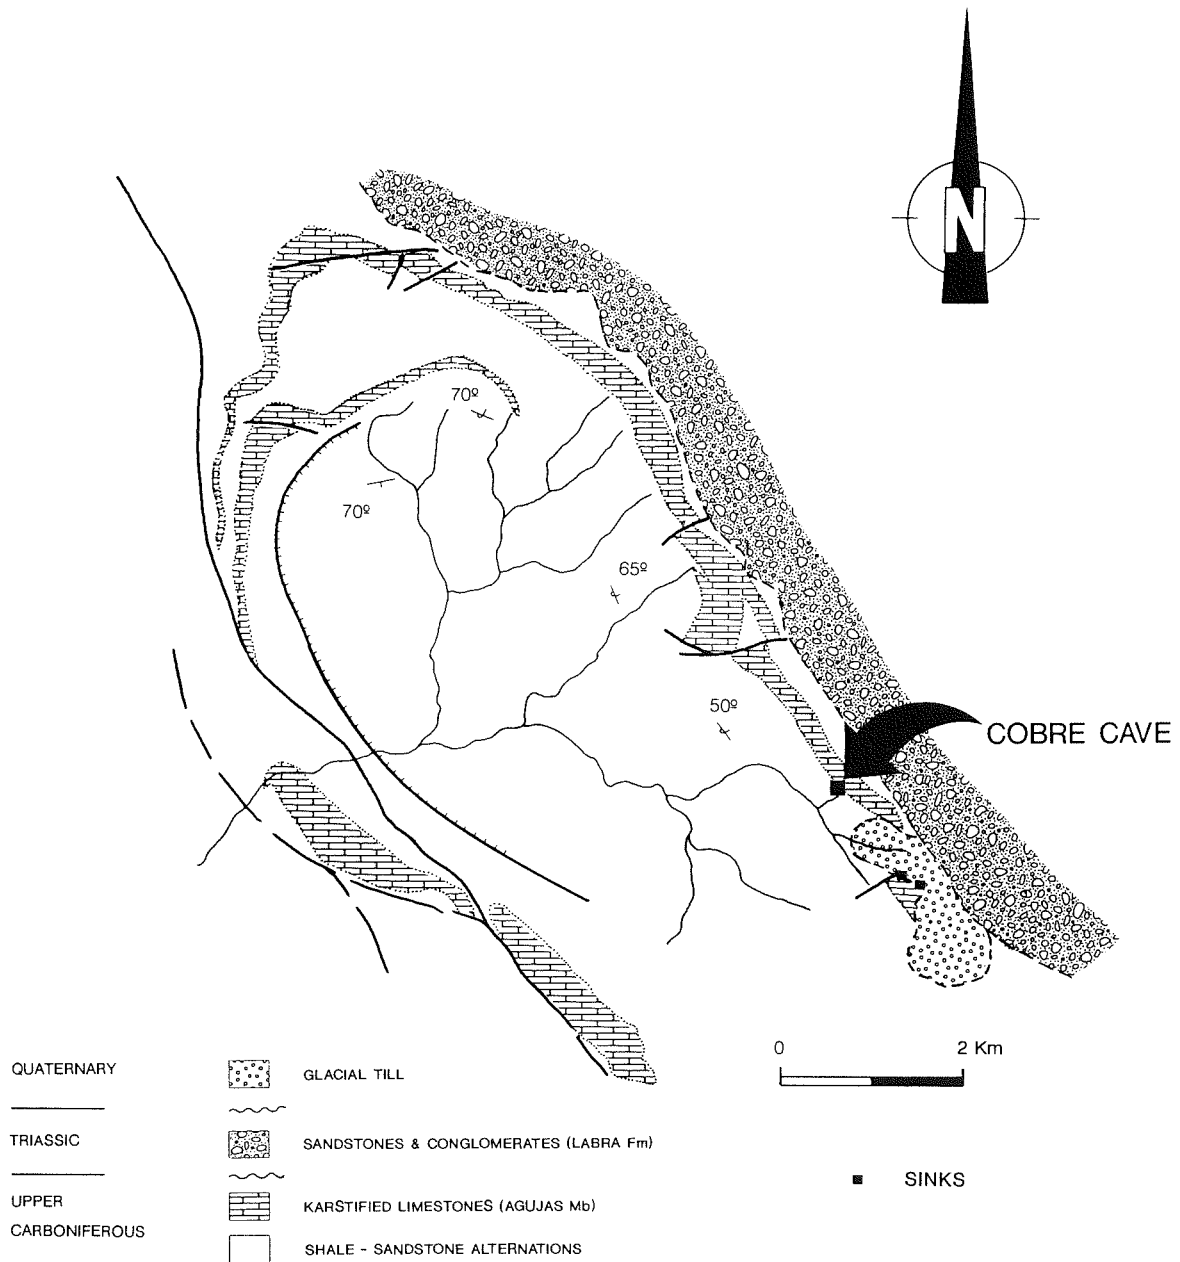 N
70º
70º
65º
50º
COBRE CAVE
0 2 Km
QUATERNARY
GLACIAL TILL
TRIASSIC
SANDSTONES & CONGLOMERATES (LABRA Fm)
SINKS
UPPER
CARBONIFEROUS
KARSTIFIED LIMESTONES (AGUJAS Mb)
SHALE - SANDSTONE ALTERNATIONS